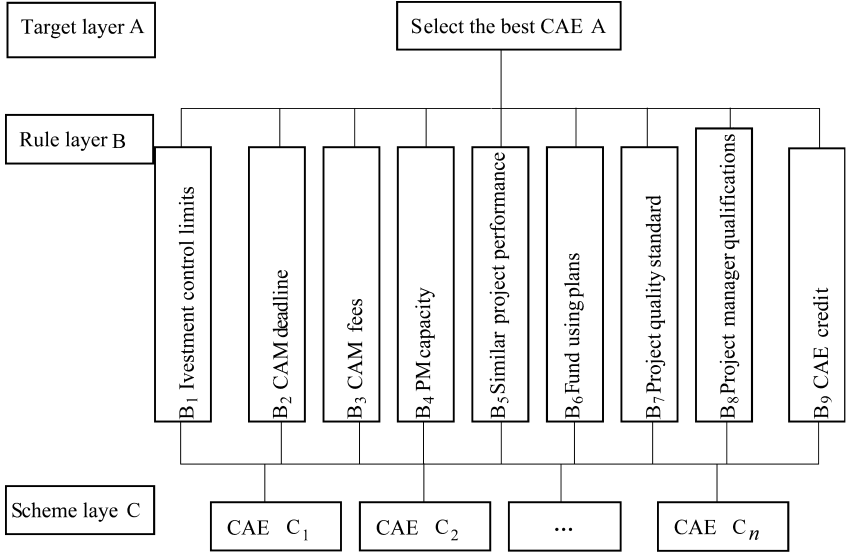 Target layer A
Select the best CAE A
Rule layer B
B1 Ivestment control limits
B2 CAM deadline
B3 CAM fees
B4 PM capacity
B5 Similar project performance
B6 Fund using plans
B7 Project quality standard
B8 Project manager qualifications
B9 CAE credit
Scheme laye C
CAE C1
CAE C2
...
CAE Cn